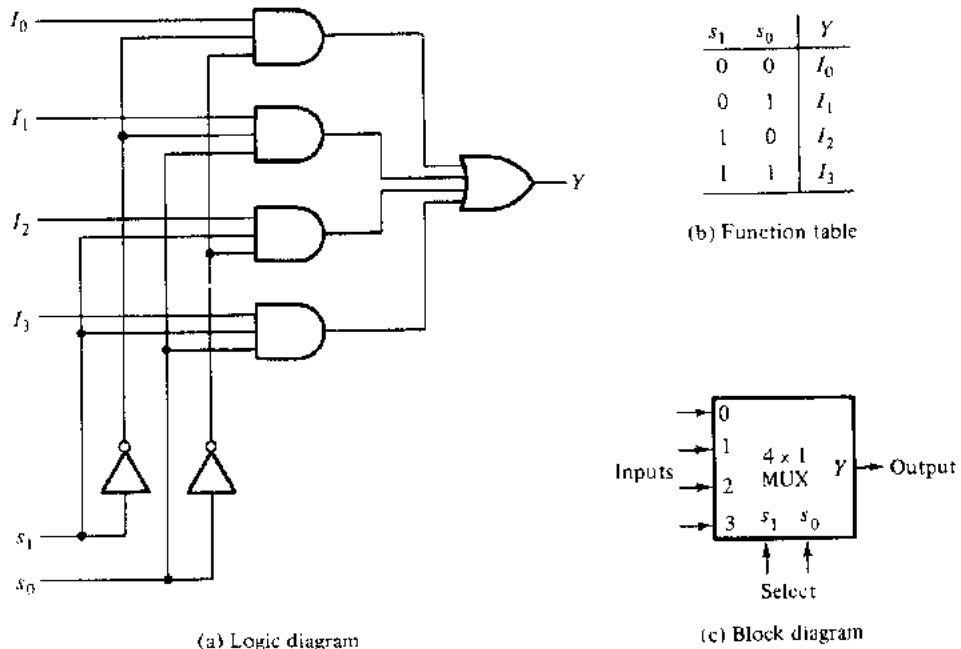 I₀
I₁
I₂
I₃
s₁
s₀
Y
(a) Logic diagram
s₁ s₀ Y
0 0 I₀
0 1 I₁
1 0 I₂
1 1 I₃
(b) Function table
Inputs
0
1
2
3
4 × 1
MUX
Y
Output
s₁ s₀
Select
(c) Block diagram